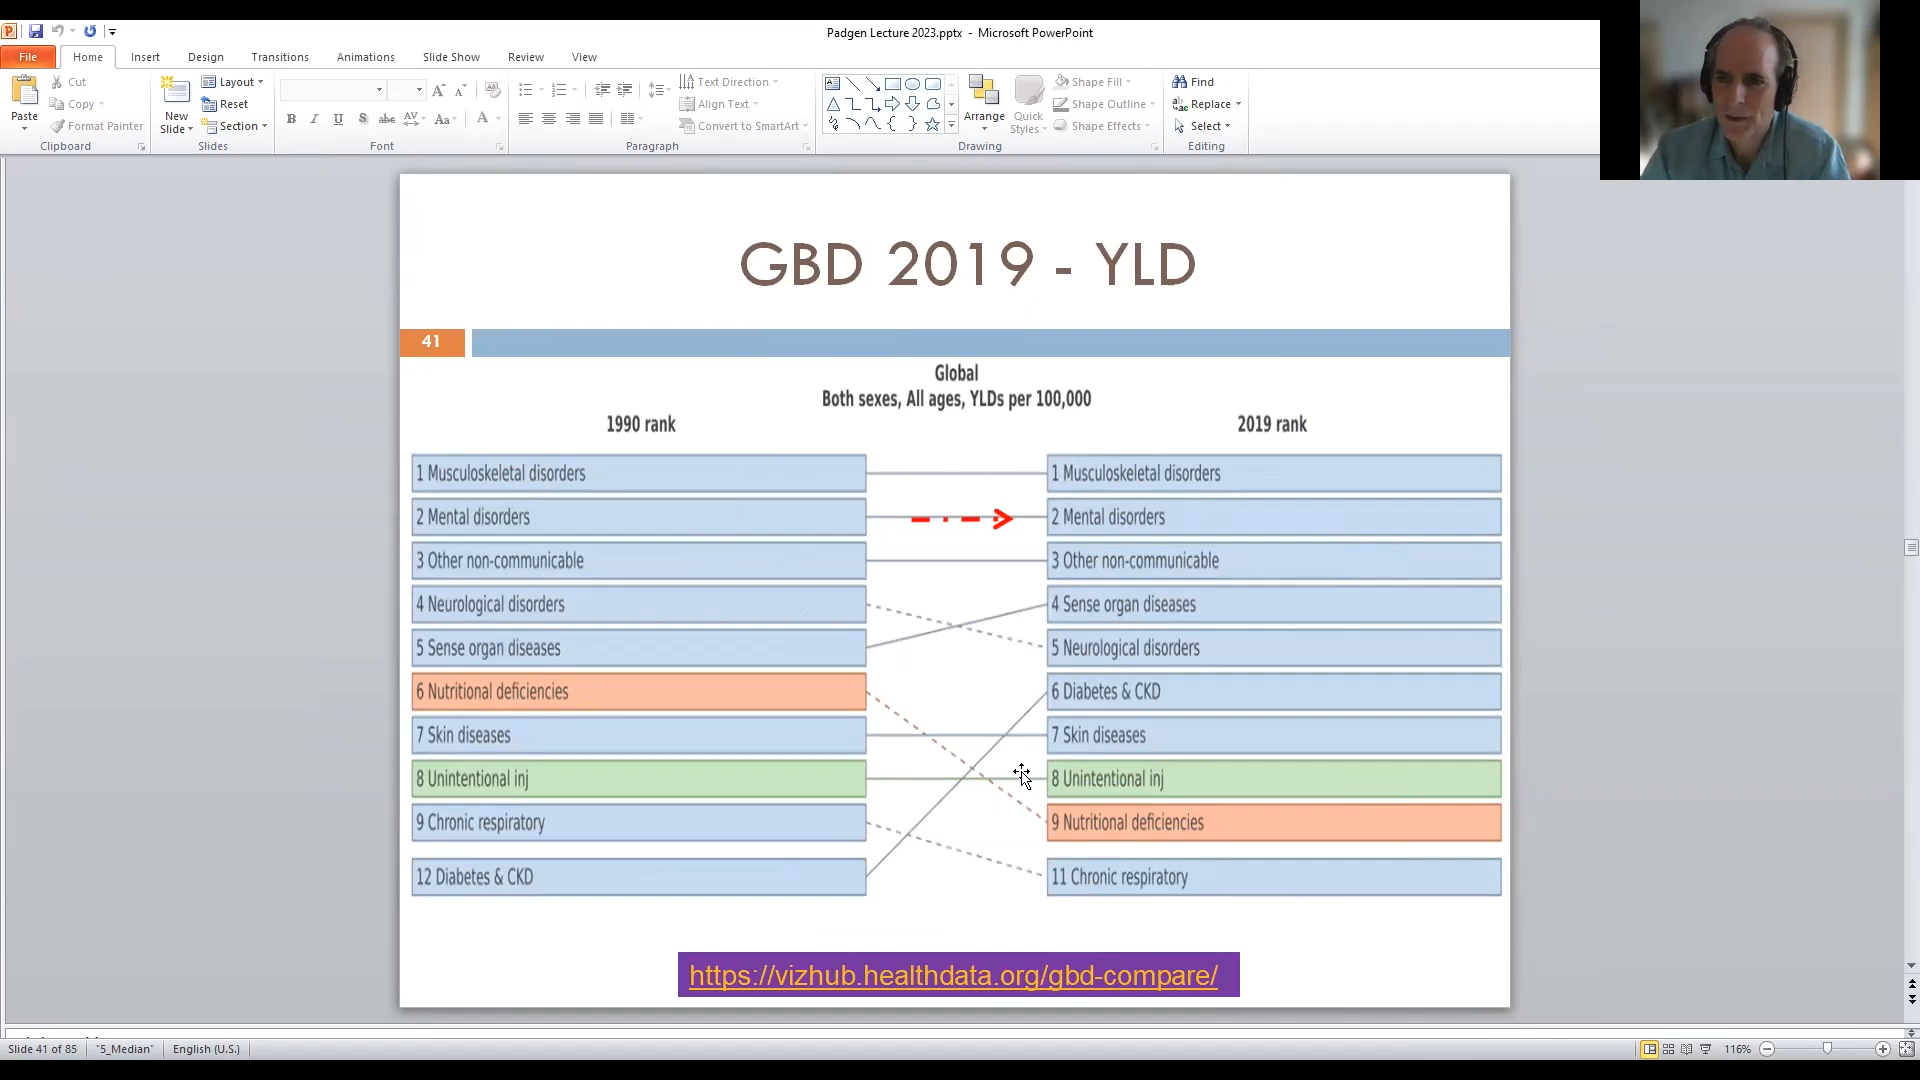 Padgen Lecture 2023.pptx - Microsoft PowerPoint
File Home Insert Design Transitions Animations Slide Show Review View
Paste
Cut
Copy
Format Painter
Clipboard
New Slide
Layout
Reset
Section
Slides
Font
Text Direction
Align Text
Convert to SmartArt
Paragraph
Arrange
Quick Styles
Shape Fill
Shape Outline
Shape Effects
Drawing
Find
Replace
Select
Editing
GBD 2019 - YLD
41
Global
Both sexes, All ages, YLDs per 100,000
1990 rank 2019 rank
1 Musculoskeletal disorders 1 Musculoskeletal disorders
2 Mental disorders 2 Mental disorders
3 Other non-communicable 3 Other non-communicable
4 Neurological disorders 4 Sense organ diseases
5 Sense organ diseases 5 Neurological disorders
6 Nutritional deficiencies 6 Diabetes & CKD
7 Skin diseases 7 Skin diseases
8 Unintentional inj 8 Unintentional inj
9 Chronic respiratory 9 Nutritional deficiencies
12 Diabetes & CKD 11 Chronic respiratory
https://vizhub.healthdata.org/gbd-compare/
Slide 41 of 85 "5_Median" English (U.S.) 116%